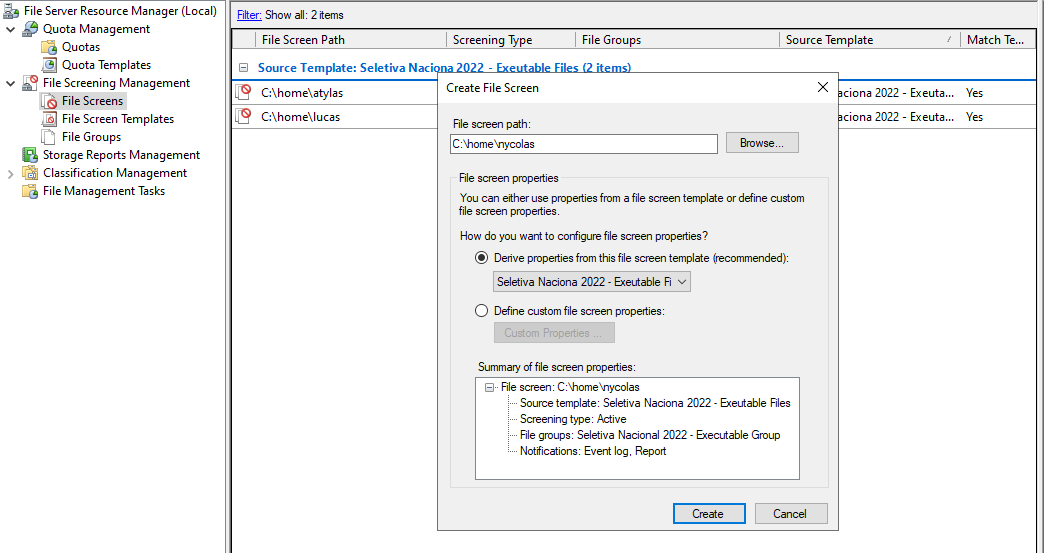 File Server Resource Manager (Local)
Quota Management
Quotas
Quota Templates
File Screening Management
File Screens
File Screen Templates
File Groups
Storage Reports Management
Classification Management
File Management Tasks
Filter: Show all: 2 items
File Screen Path Screening Type File Groups Source Template Match Te...
Source Template: Seletiva Naciona 2022 - Exeutable Files (2 items)
C:\home\atylas aciona 2022 - Exeuta... Yes
C:\home\lucas aciona 2022 - Exeuta... Yes
Create File Screen
File screen path:
C:\home\nycolas Browse...
File screen properties
You can either use properties from a file screen template or define custom
file screen properties.
How do you want to configure file screen properties?
Derive properties from this file screen template (recommended):
Seletiva Naciona 2022 - Exeutable Fi
Define custom file screen properties:
Custom Properties ...
Summary of file screen properties:
File screen: C:\home\nycolas
Source template: Seletiva Naciona 2022 - Exeutable Files
Screening type: Active
File groups: Seletiva Nacional 2022 - Executable Group
Notifications: Event log, Report
Create Cancel